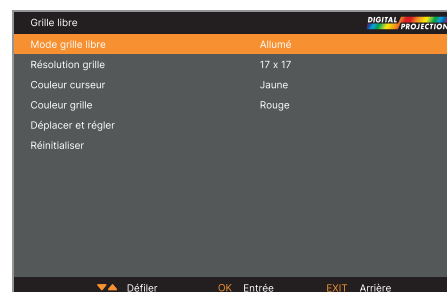 Grille libre
DIGITAL PROJECTION
Mode grille libre Allumé
Résolution grille 17 x 17
Couleur curseur Jaune
Couleur grille Rouge
Déplacer et régler
Réinitialiser
Défiler OK Entrée EXIT Arrière